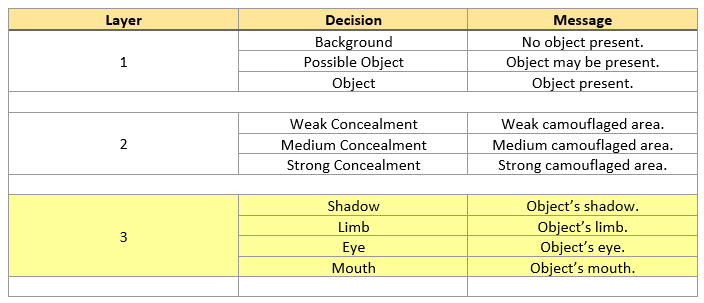 Layer Decision Message
1
Background No object present.
Possible Object Object may be present.
Object Object present.
2
Weak Concealment Weak camouflaged area.
Medium Concealment Medium camouflaged area.
Strong Concealment Strong camouflaged area.
3
Shadow Object’s shadow.
Limb Object’s limb.
Eye Object’s eye.
Mouth Object’s mouth.